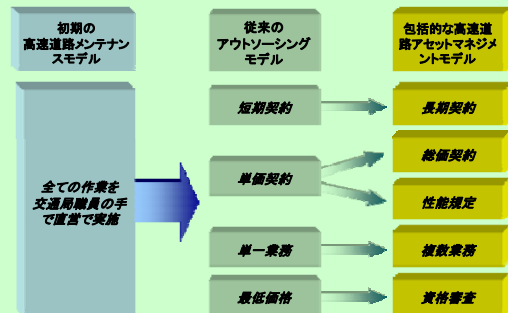 初期の
高速道路メンテナン
スモデル
従来の
アウトソーシング
モデル
包括的な高速道
路アセットマネジメ
ントモデル
全ての作業を
交通局職員の手
で直営で実施
短期契約
長期契約
単価契約
総価契約
性能規定
単一業務
複数業務
最低価格
資格審査